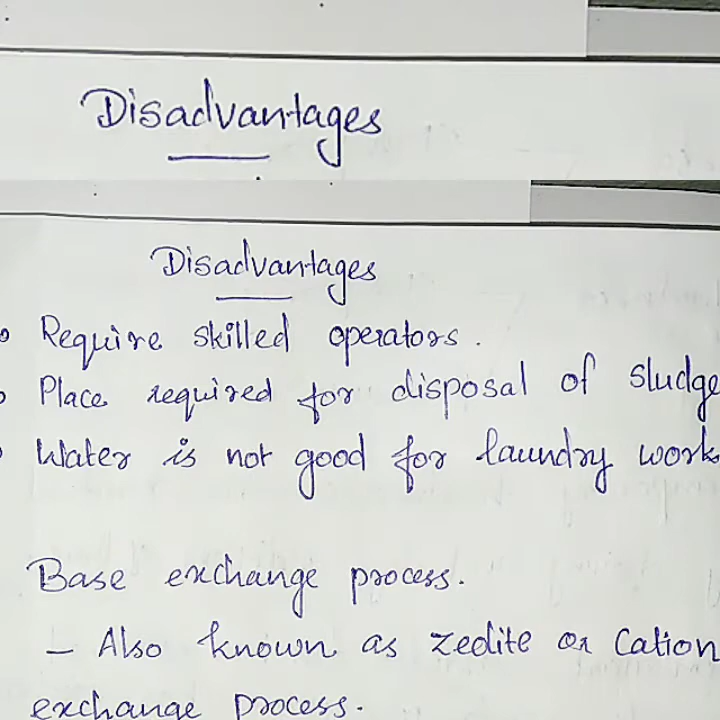 Disadvantages
Disadvantages
Require skilled operators.
Place required for disposal of sludge
Water is not good for laundry work
Base exchange process.
- Also known as zeolite or Cation
exchange process.